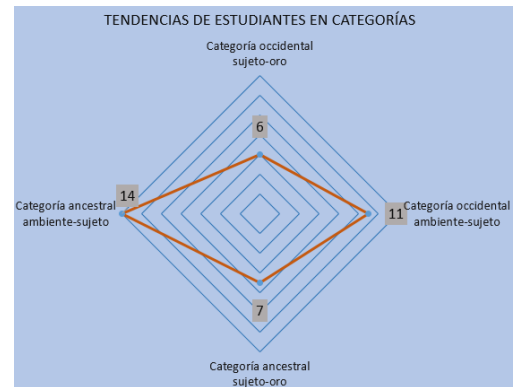 TENDENCIAS DE ESTUDIANTES EN CATEGORÍAS
Categoría occidental
sujeto-oro
6
14
Categoría ancestral
ambiente-sujeto
11
Categoría occidental
ambiente-sujeto
7
Categoría ancestral
sujeto-oro